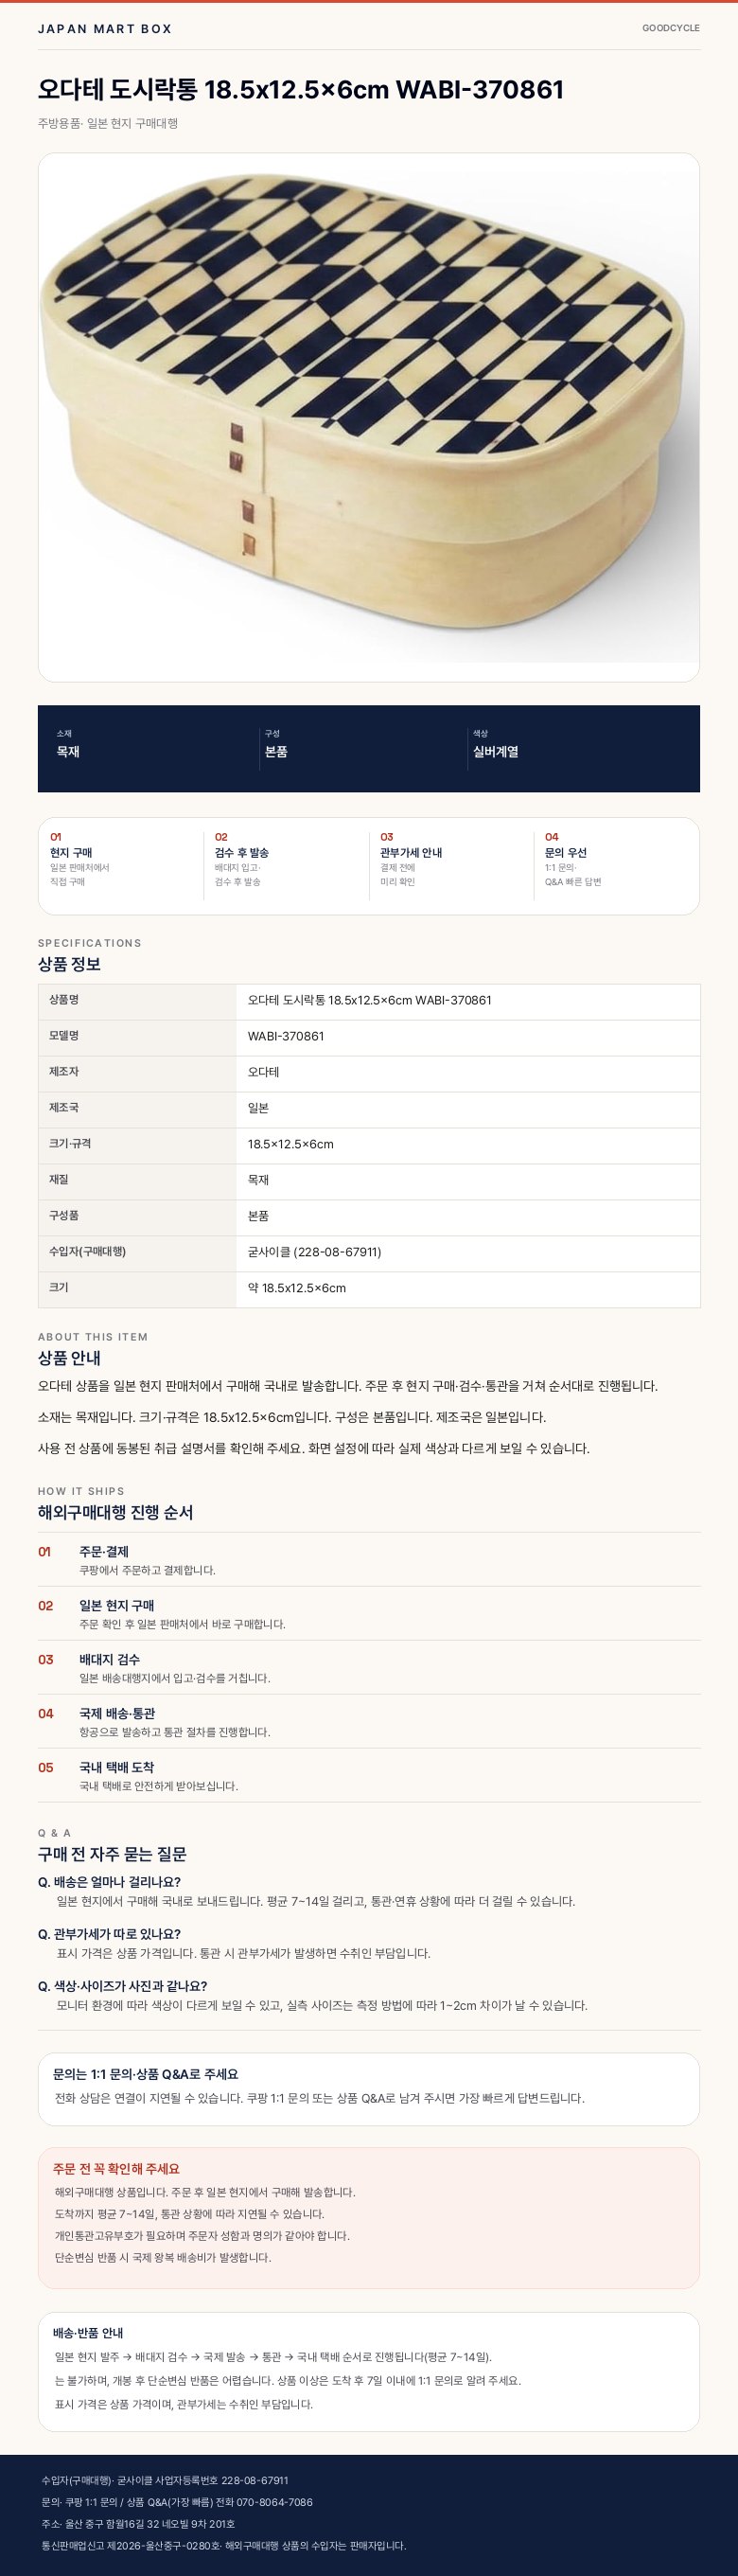 JAPAN MART BOX
GOODCYCLE
오다테 도시락통 18.5x12.5×6cm WABI-370861
주방용품· 일본 현지 구매대행
소재
목재
구성
본품
색상
실버계열
01
현지 구매
일본 판매처에서
직접 구매
02
검수 후 발송
배대지 입고·
검수 후 발송
03
관부가세 안내
결제 전에
미리 확인
04
문의 우선
1:1 문의·
Q&A 빠른 답변
SPECIFICATIONS
상품 정보
상품명 오다테 도시락통 18.5x12.5×6cm WABI-370861
모델명 WABI-370861
제조자 오다테
제조국 일본
크기·규격 18.5×12.5×6cm
재질 목재
구성품 본품
수입자(구매대행) 굳사이클 (228-08-67911)
크기 약 18.5x12.5×6cm
ABOUT THIS ITEM
상품 안내
오다테 상품을 일본 현지 판매처에서 구매해 국내로 발송합니다. 주문 후 현지 구매·검수·통관을 거쳐 순서대로 진행됩니다.
소재는 목재입니다. 크기·규격은 18.5x12.5×6cm입니다. 구성은 본품입니다. 제조국은 일본입니다.
사용 전 상품에 동봉된 취급 설명서를 확인해 주세요. 화면 설정에 따라 실제 색상과 다르게 보일 수 있습니다.
HOW IT SHIPS
해외구매대행 진행 순서
01 주문·결제
쿠팡에서 주문하고 결제합니다.
02 일본 현지 구매
주문 확인 후 일본 판매처에서 바로 구매합니다.
03 배대지 검수
일본 배송대행지에서 입고·검수를 거칩니다.
04 국제 배송·통관
항공으로 발송하고 통관 절차를 진행합니다.
05 국내 택배 도착
국내 택배로 안전하게 받아보십니다.
Q & A
구매 전 자주 묻는 질문
Q. 배송은 얼마나 걸리나요?
일본 현지에서 구매해 국내로 보내드립니다. 평균 7~14일 걸리고, 통관·연휴 상황에 따라 더 걸릴 수 있습니다.
Q. 관부가세가 따로 있나요?
표시 가격은 상품 가격입니다. 통관 시 관부가세가 발생하면 수취인 부담입니다.
Q. 색상·사이즈가 사진과 같나요?
모니터 환경에 따라 색상이 다르게 보일 수 있고, 실측 사이즈는 측정 방법에 따라 1~2cm 차이가 날 수 있습니다.
문의는 1:1 문의·상품 Q&A로 주세요
전화 상담은 연결이 지연될 수 있습니다. 쿠팡 1:1 문의 또는 상품 Q&A로 남겨 주시면 가장 빠르게 답변드립니다.
주문 전 꼭 확인해 주세요
해외구매대행 상품입니다. 주문 후 일본 현지에서 구매해 발송합니다.
도착까지 평균 7~14일, 통관 상황에 따라 지연될 수 있습니다.
개인통관고유부호가 필요하며 주문자 성함과 명의가 같아야 합니다.
단순변심 반품 시 국제 왕복 배송비가 발생합니다.
배송·반품 안내
일본 현지 발주 → 배대지 검수 → 국제 발송 → 통관 → 국내 택배 순서로 진행됩니다(평균 7~14일).
는 불가하며, 개봉 후 단순변심 반품은 어렵습니다. 상품 이상은 도착 후 7일 이내에 1:1 문의로 알려 주세요.
표시 가격은 상품 가격이며, 관부가세는 수취인 부담입니다.
수입자(구매대행)· 굳사이클 사업자등록번호 228-08-67911
문의· 쿠팡 1:1 문의 / 상품 Q&A(가장 빠름) 전화 070-8064-7086
주소· 울산 중구 함월16길 32 네오빌 9차 201호
통신판매업신고 제2026-울산중구-0280호· 해외구매대행 상품의 수입자는 판매자입니다.